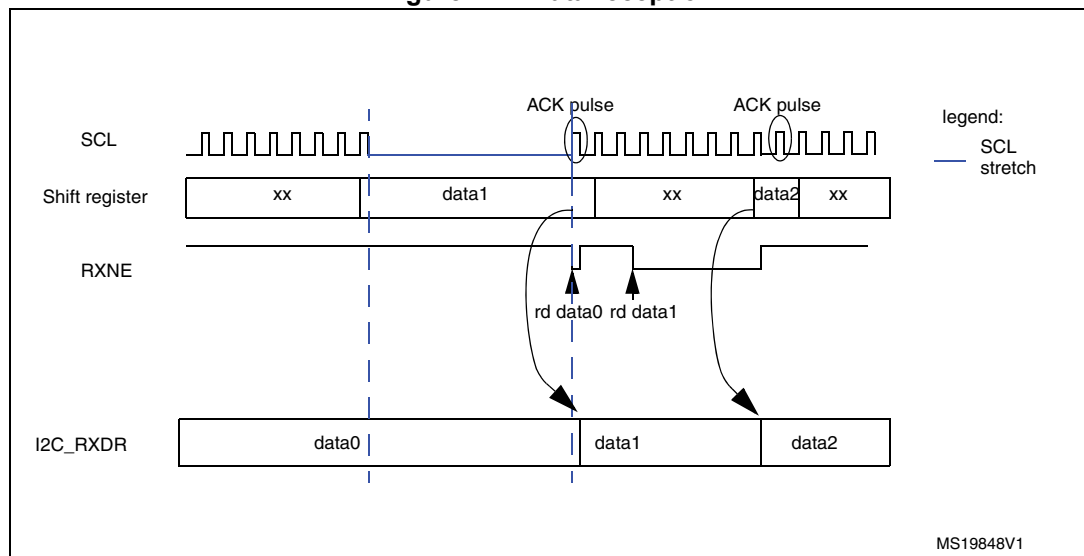 ACK pulse ACK pulse
legend:
SCL
SCL
stretch
Shift register
xx data1 xx data2 xx
RXNE
rd data0 rd data1
I2C_RXDR
data0 data1 data2
MS19848V1